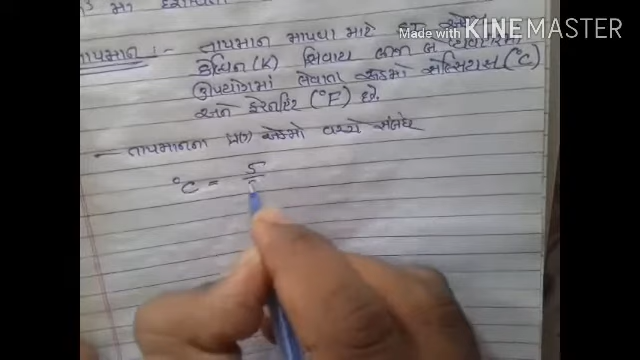 Made with KINEMASTER
તાપમાન :- તાપમાન માપવા માટે
કેલ્વિન (K) સિવાય બીજા બે
ઉપયોગમાં લેવાતા એકમો સેલ્સિયસ (°C)
અને ફેરનહિટ (°F) છે.
- તાપમાનના એકમો વચ્ચે સંબંધ
°C = 5